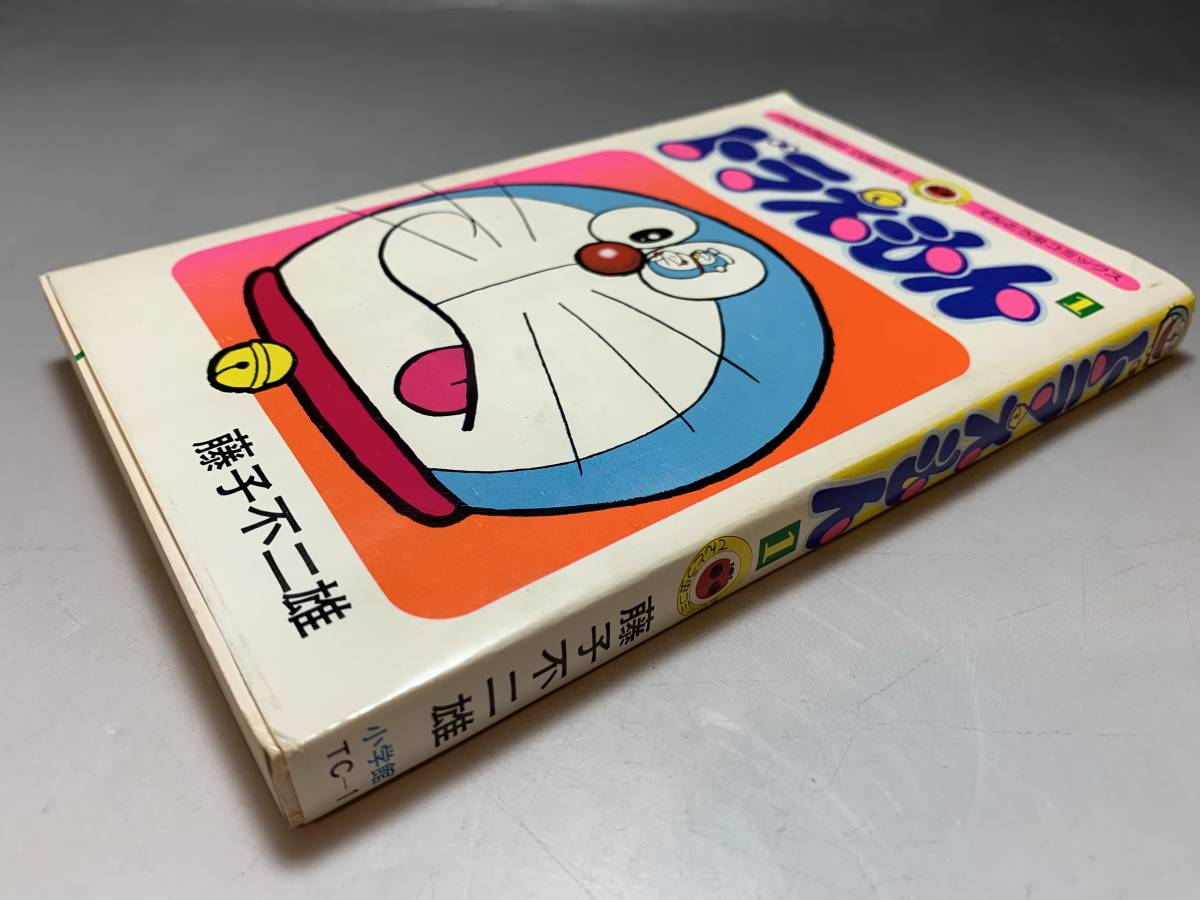 てんとう虫コミックス
ドラえもん
1
藤子不二雄
ドラえもん
1
藤子不二雄
小学館
TC-1